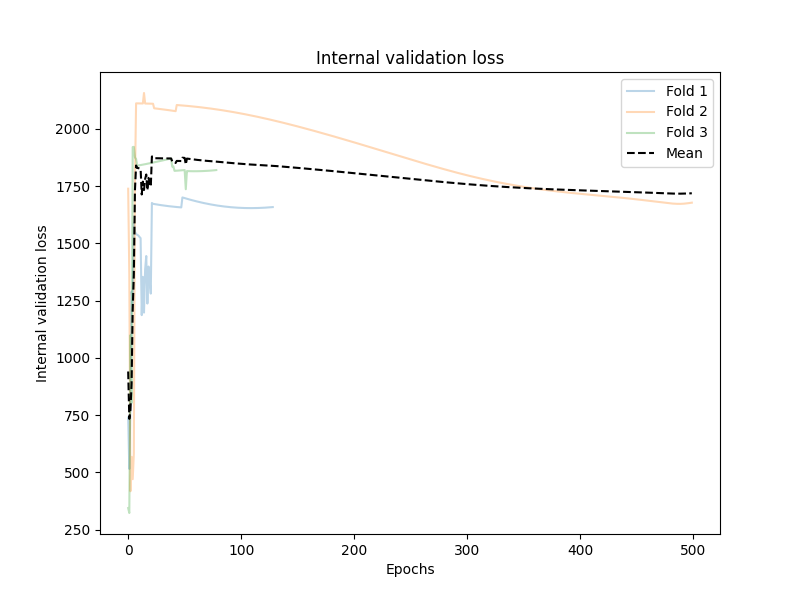 Internal validation loss
Fold 1
Fold 2
Fold 3
Mean
Internal validation loss
2000
1750
1500
1250
1000
750
500
250
0
100
200
300
400
500
Epochs